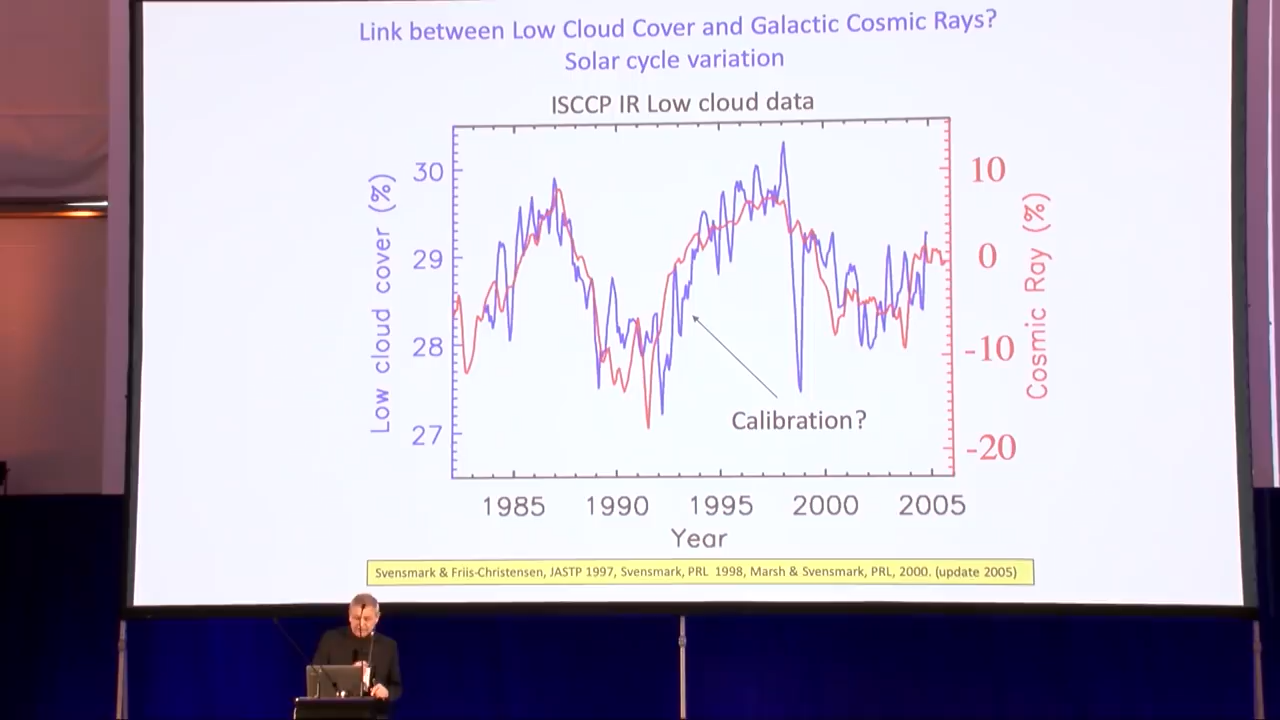 Link between Low Cloud Cover and Galactic Cosmic Rays?
Solar cycle variation
ISCCP IR Low cloud data
Low cloud cover (%)
30
29
28
27
10
0
-10
-20
Cosmic Ray (%)
Calibration?
1985 1990 1995 2000 2005
Year
Svensmark & Friis-Christensen, JASTP 1997, Svensmark, PRL 1998, Marsh & Svensmark, PRL, 2000. (update 2005)